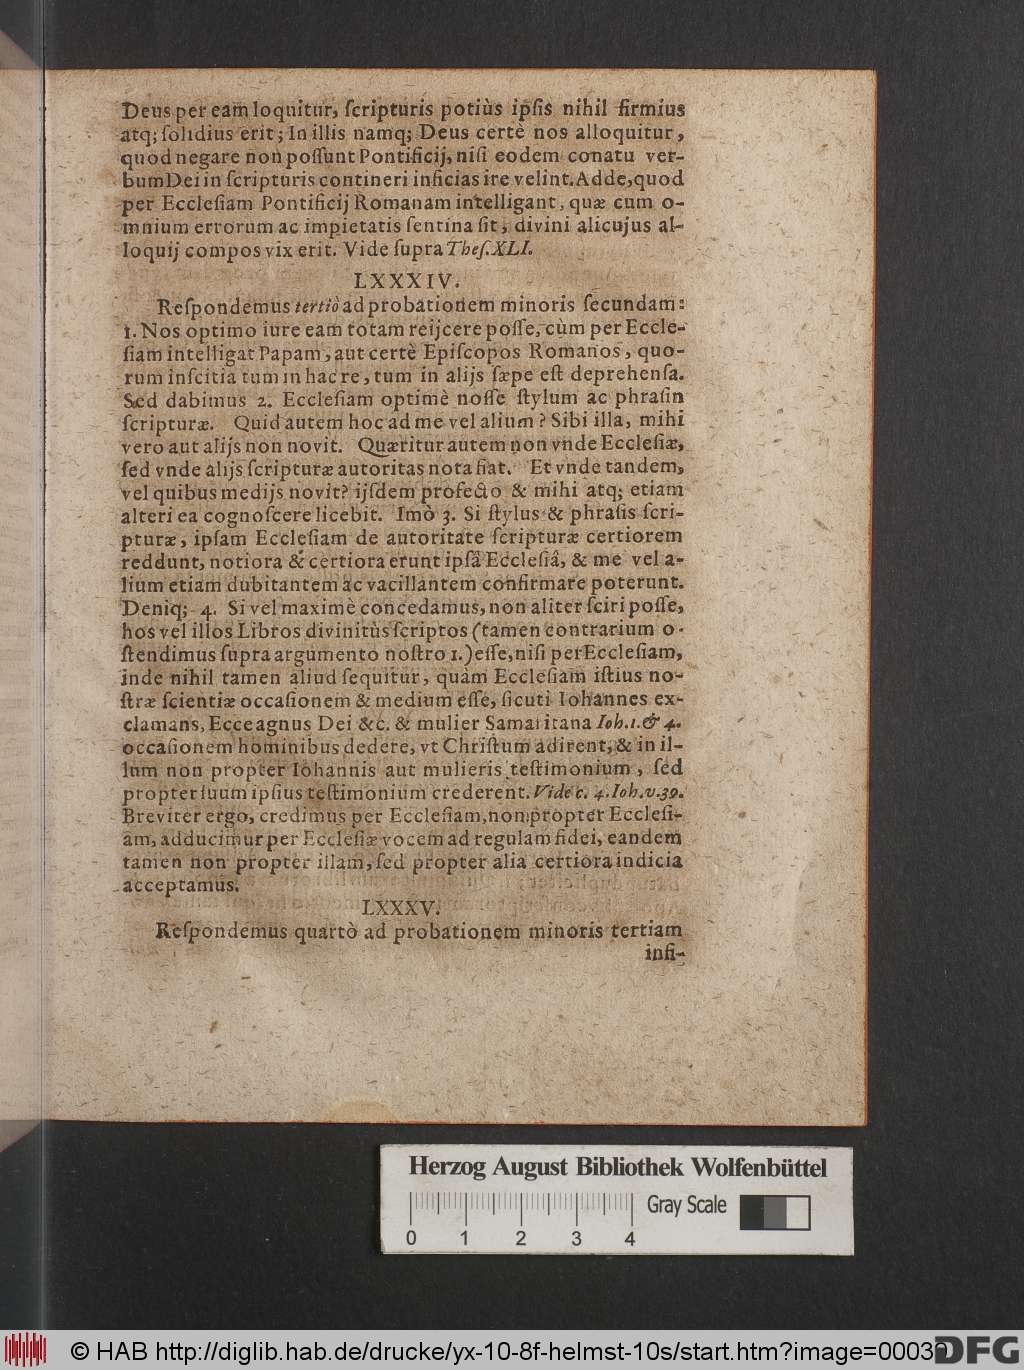 Deus per eam loquitur, ſcripturis potiùs ipſis nihil firmius
atq; ſolidius erit; In illis namq; Deus certè nos alloquitur,
quod negare non poſſunt Pontificij, niſi eodem conatu ver-
bum Dei in ſcripturis contineri inficias ire velint. Adde, quod
per Eccleſiam Pontificij Romanam intelligant, quæ cum o-
mnium errorum ac impietatis ſentina ſit, divini alicujus al-
loquij compos vix erit. Vide ſupra Theſ. XLI.
LXXXIV.
Reſpondemus tertiò ad probationem minoris ſecundam:
1. Nos optimo iure eam totam reijcere poſſe, cùm per Eccle-
ſiam intelligat Papam, aut certè Epiſcopos Romanos, quo-
rum inſcitia tum in hac re, tum in alijs ſæpe eſt deprehenſa.
Sed dabimus 2. Eccleſiam optimè noſſe ſtylum ac phraſin
ſcripturæ. Quid autem hoc ad me vel alium? Sibi illa, mihi
vero aut alijs non novit. Quæritur autem non vnde Eccleſiæ,
ſed vnde alijs ſcripturæ autoritas nota fiat. Et vnde tandem,
vel quibus medijs novit? ijſdem profecto & mihi atq; etiam
alteri ea cognoſcere licebit. Imò 3. Si ſtylus & phraſis ſcri-
pturæ, ipſam Eccleſiam de autoritate ſcripturæ certiorem
reddunt, notiora & certiora erunt ipſâ Eccleſiâ, & me vel a-
lium etiam dubitantem ac vacillantem confirmare poterunt.
Deniq; 4. Si vel maximè concedamus, non aliter ſciri poſſe,
hos vel illos Libros divinitùs ſcriptos (tamen contrarium o-
ſtendimus ſupra argumento noſtro 1.) eſſe, niſi per Eccleſiam,
inde nihil tamen aliud ſequitur, quàm Eccleſiam iſtius no-
ſtræ ſcientiæ occaſionem & medium eſſe, ſicuti Iohannes ex-
clamans, Ecce agnus Dei &c. & mulier Samaritana Ioh. 1. & 4.
occaſionem hominibus dedere, vt Chriſtum adirent, & in il-
lum non propter Iohannis aut mulieris teſtimonium, ſed
propter ſuum ipſius teſtimonium crederent. Vide c. 4. Ioh. v. 39.
Breviter ergo, credimus per Eccleſiam, non propter Eccleſi-
am, adducimur per Eccleſiæ vocem ad regulam fidei, eandem
tamen non propter illam, ſed propter alia certiora indicia
acceptamus.
LXXXV.
Reſpondemus quartò ad probationem minoris tertiam
infi-
Herzog August Bibliothek Wolfenbüttel
Gray Scale
0 1 2 3 4
© HAB http://diglib.hab.de/drucke/yx-10-8f-helmst-10s/start.htm?image=00030
DFG